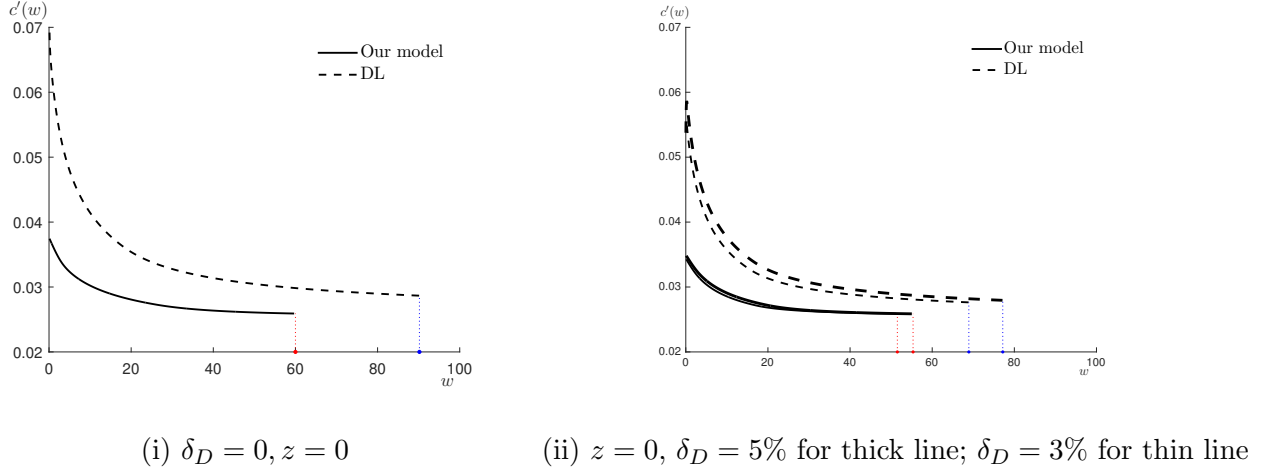 c′(w)
0.07
0.06
0.05
0.04
0.03
0.02
0 20 40 60 80 100
w
Our model
DL
c′(w)
0.07
0.06
0.05
0.04
0.03
0.02
0 20 40 60 80 100
w
Our model
DL
(i) δ_D = 0, z = 0
(ii) z = 0, δ_D = 5% for thick line; δ_D = 3% for thin line